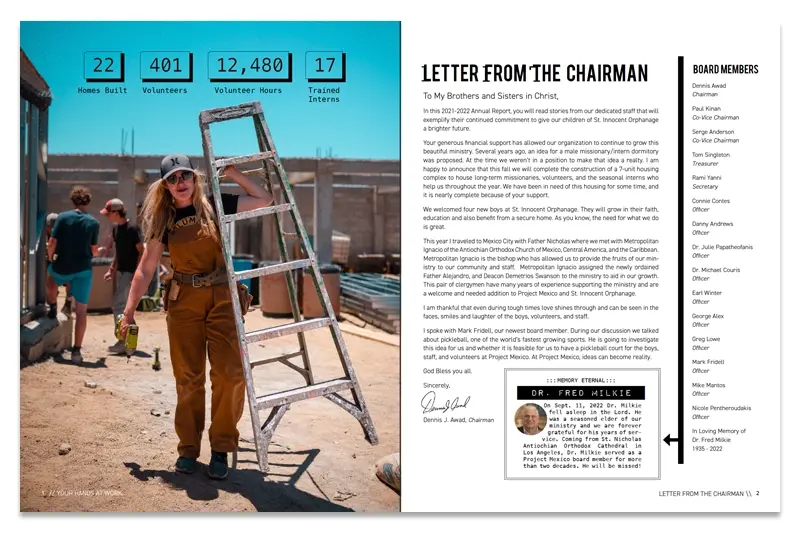 22
Homes Built
401
Volunteers
12,480
Volunteer Hours
17
Trained
Interns
1 // YOUR HANDS AT WORK
LETTER FROM THE CHAIRMAN
To My Brothers and Sisters in Christ,
In this 2021-2022 Annual Report, you will read stories from our dedicated staff that will
exemplify their continued commitment to give our children of St. Innocent Orphanage
a brighter future.
Your generous financial support has allowed our organization to continue to grow this
beautiful ministry. Several years ago, an idea for a male missionary/intern dormitory
was proposed. At the time we weren't in a position to make that idea a reality. I am
happy to announce that this fall we will complete the construction of a 7-unit housing
complex to house long-term missionaries, volunteers, and the seasonal interns who
help us throughout the year. We have been in need of this housing for some time, and
it is nearly complete because of your support.
We welcomed four new boys at St. Innocent Orphanage. They will grow in their faith,
education and also benefit from a secure home. As you know, the need for what we do
is great.
This year I traveled to Mexico City with Father Nicholas where we met with Metropolitan
Ignacio of the Antiochian Orthodox Church of Mexico, Central America, and the Caribbean.
Metropolitan Ignacio is the bishop who has allowed us to provide the fruits of our min-
istry to our community and staff. Metropolitan Ignacio assigned the newly ordained
Father Alejandro, and Deacon Demetrios Swanson to the ministry to aid in our growth.
This pair of clergymen have many years of experience supporting the ministry and are
a welcome and needed addition to Project Mexico and St. Innocent Orphanage.
I am thankful that even during tough times love shines through and can be seen in the
faces, smiles and laughter of the boys, volunteers, and staff.
I spoke with Mark Fridell, our newest board member. During our discussion we talked
about pickleball, one of the world's fastest growing sports. He is going to investigate
this idea for us and whether it is feasible for us to have a pickleball court for the boys,
staff, and volunteers at Project Mexico. At Project Mexico, ideas can become reality.
God Bless you all.
Sincerely,
Dennis J. Awad, Chairman
:::MEMORY ETERNAL:::
DR. FRED MILKIE
On Sept. 11, 2022 Dr. Milkie
fell asleep in the Lord. He
was a seasoned elder of our
ministry and we are forever
grateful for his years of ser-
vice. Coming from St. Nicholas
Antiochian Orthodox Cathedral in
Los Angeles, Dr. Milkie served as a
Project Mexico board member for more
than two decades. He will be missed!
BOARD MEMBERS
Dennis Awad
Chairman
Paul Kinan
Co-Vice Chairman
Serge Anderson
Co-Vice Chairman
Tom Singleton
Treasurer
Rami Yanni
Secretary
Connie Contes
Officer
Danny Andrews
Officer
Dr. Julie Papatheofanis
Officer
Dr. Michael Couris
Officer
Earl Winter
Officer
George Alex
Officer
Greg Lowe
Officer
Mark Fridell
Officer
Mike Mantos
Officer
Nicole Pentheroudakis
Officer
In Loving Memory of
Dr. Fred Milkie
1935 - 2022
LETTER FROM THE CHAIRMAN \\ 2